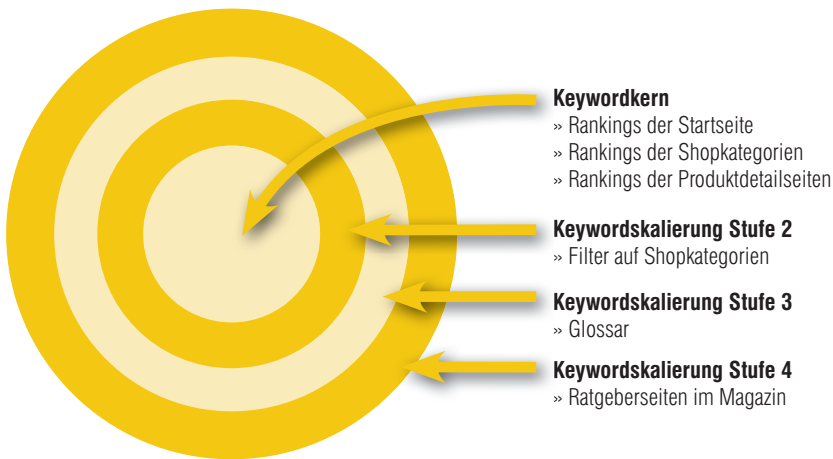 Keywordkern
» Rankings der Startseite
» Rankings der Shopkategorien
» Rankings der Produktdetailseiten
Keywordskalierung Stufe 2
» Filter auf Shopkategorien
Keywordskalierung Stufe 3
» Glossar
Keywordskalierung Stufe 4
» Ratgeberseiten im Magazin